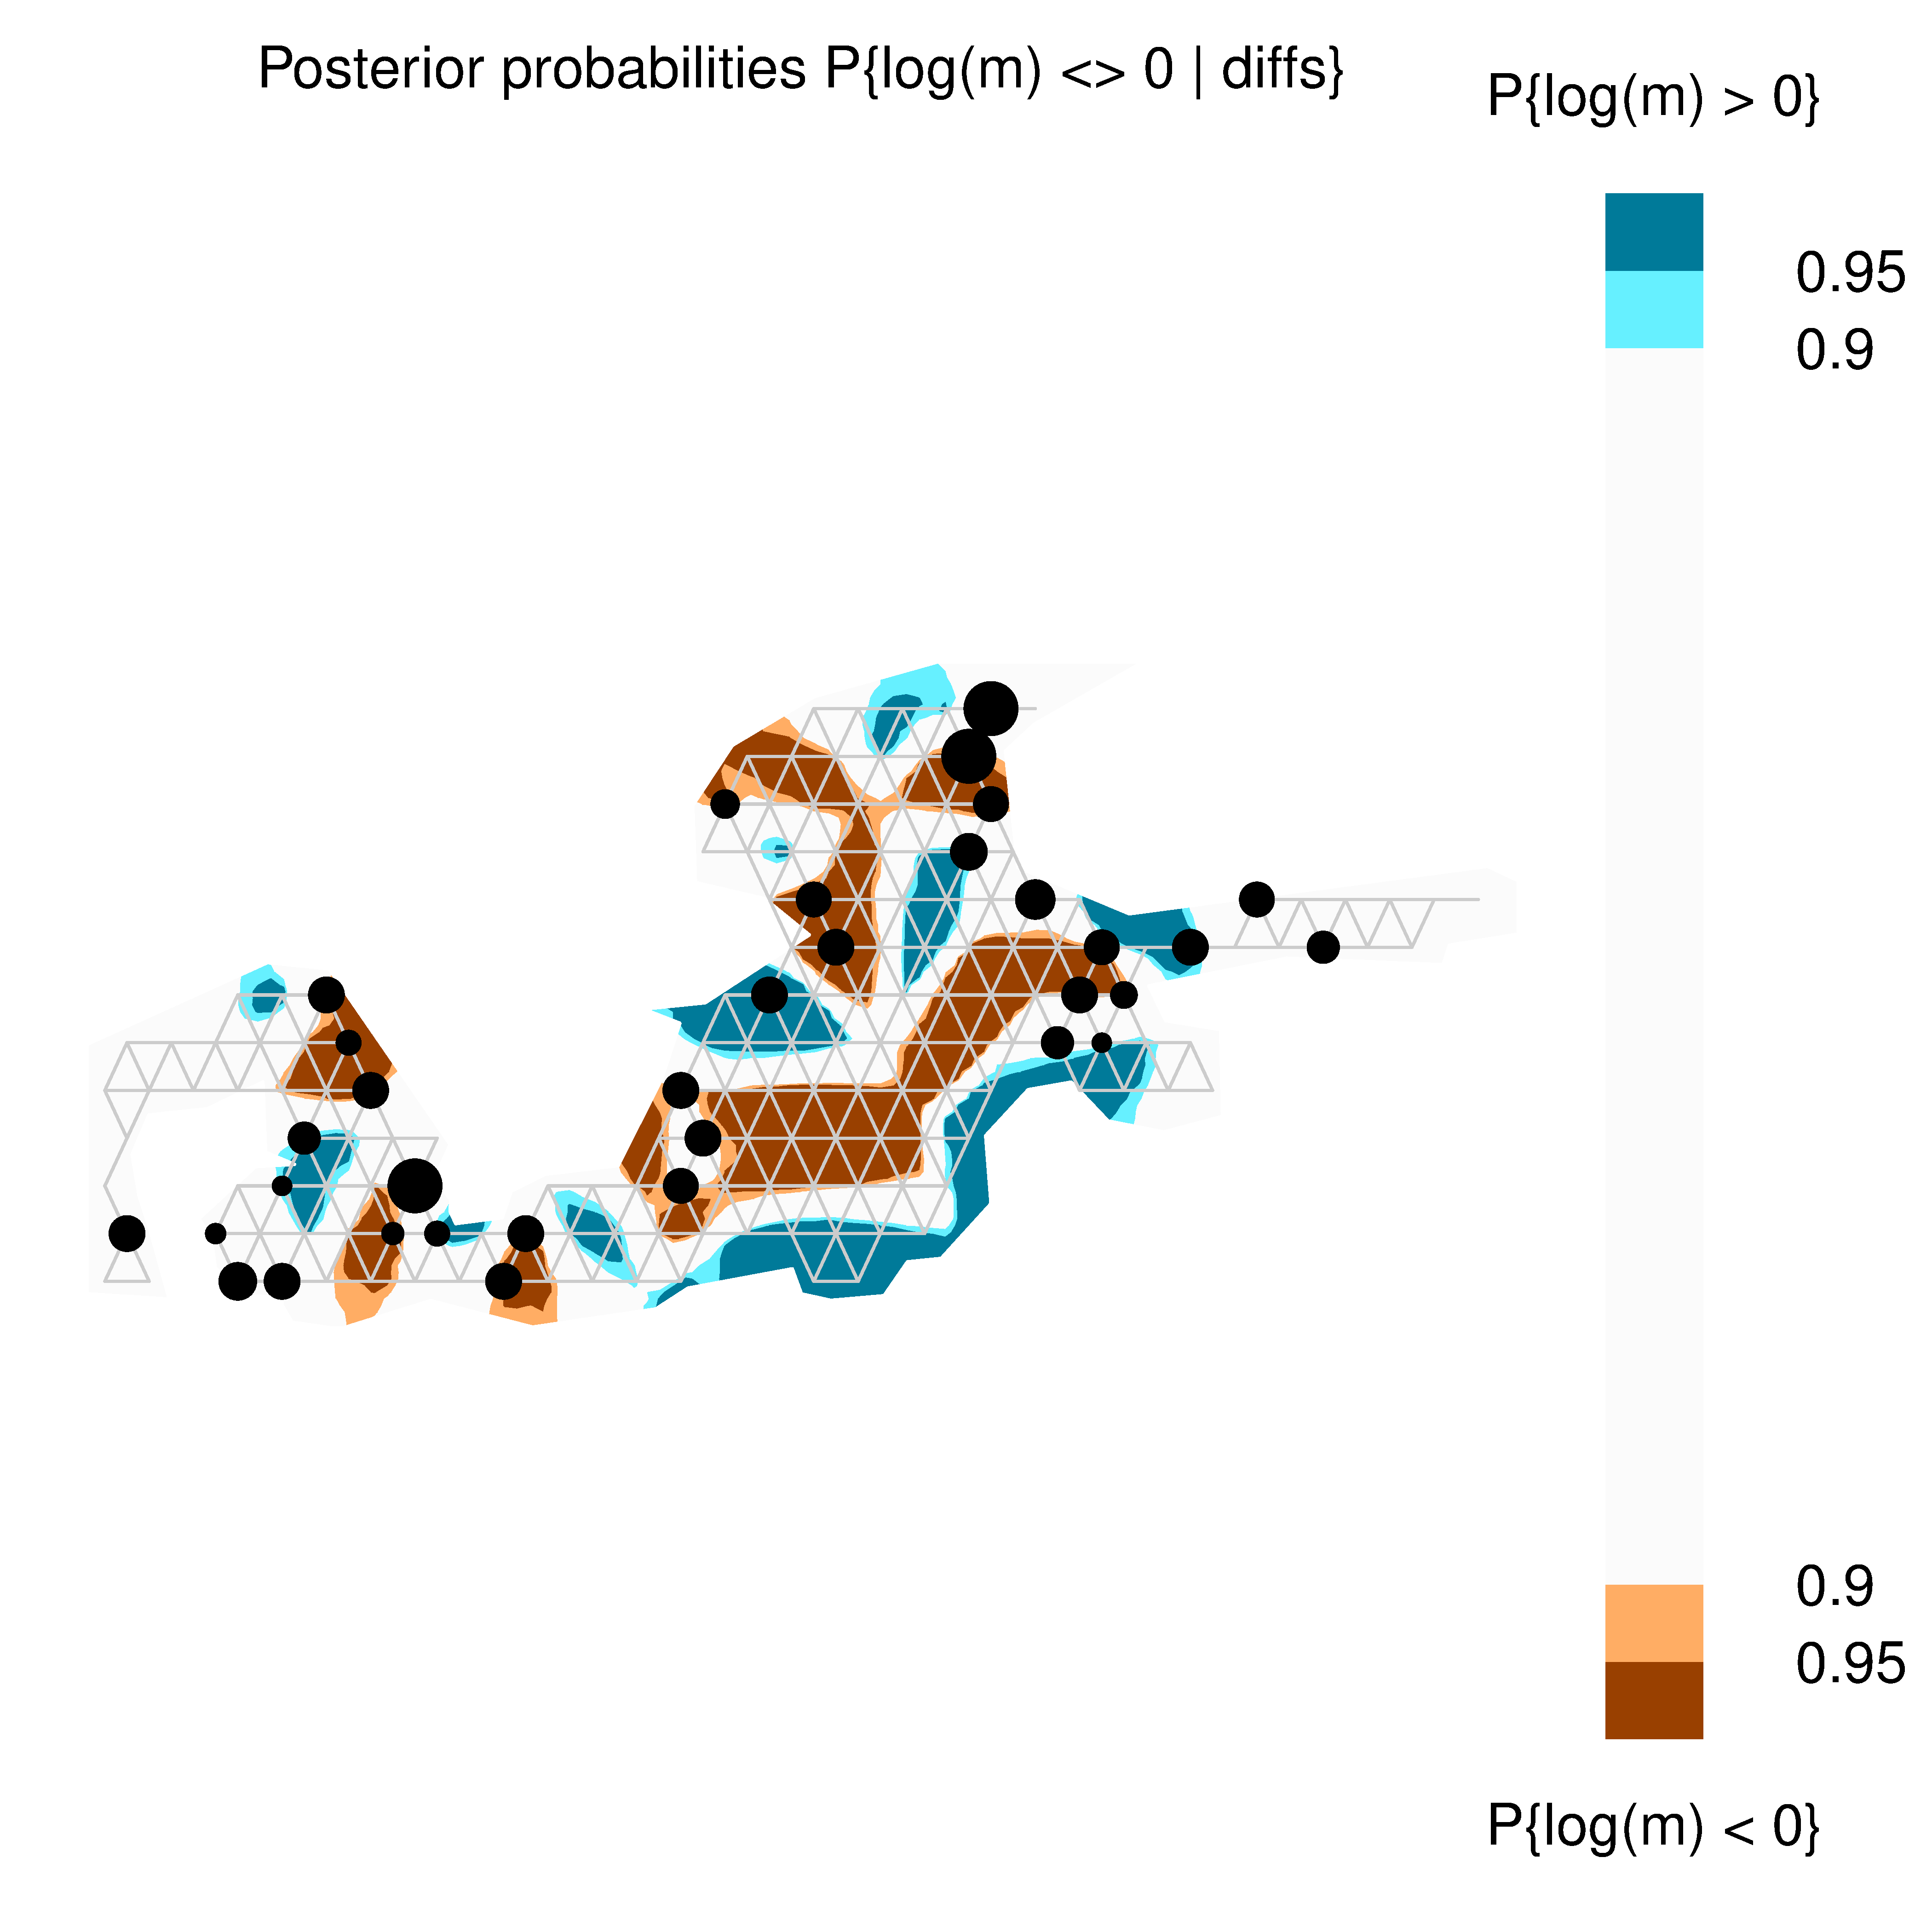 Posterior probabilities P{log(m) <> 0 | diffs}
P{log(m) > 0}
0.95
0.9
0.9
0.95
P{log(m) < 0}